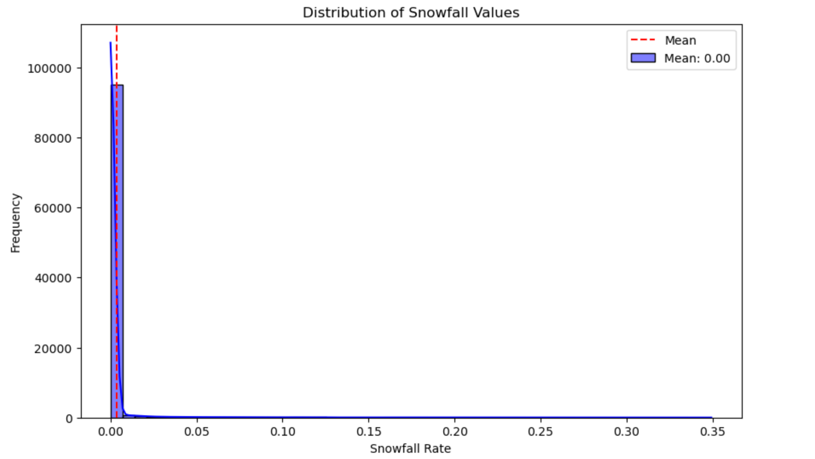 Distribution of Snowfall Values
Mean
Mean: 0.00
100000
80000
60000
40000
20000
0
Frequency
0.00 0.05 0.10 0.15 0.20 0.25 0.30 0.35
Snowfall Rate